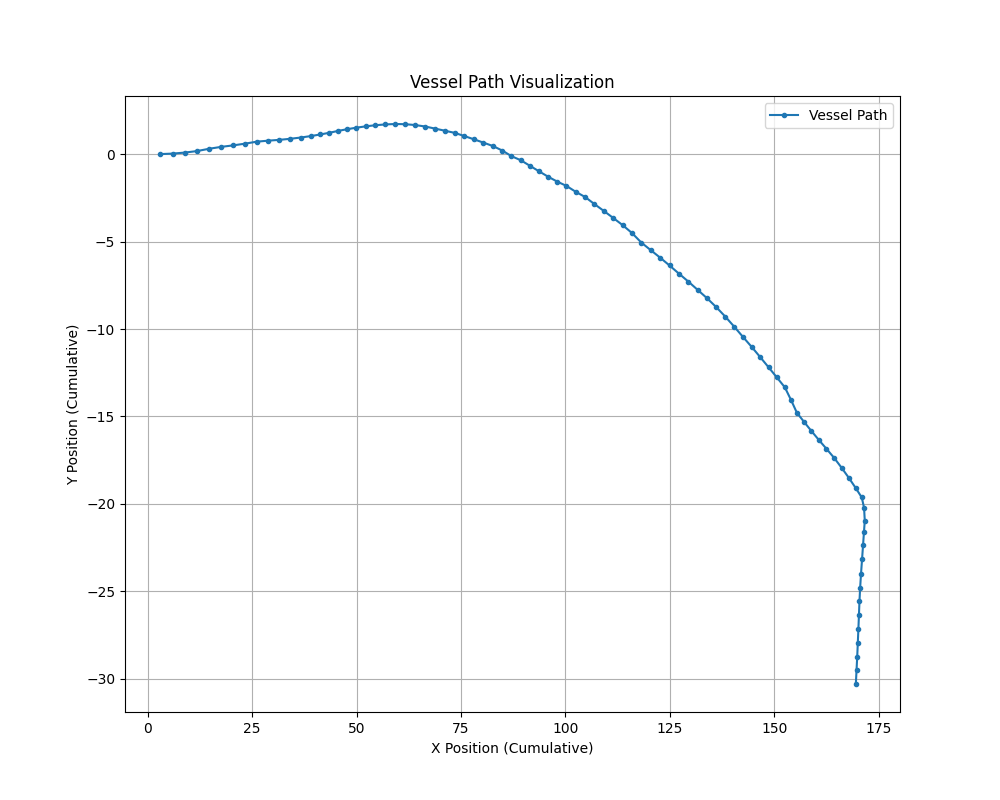 Vessel Path Visualization
Vessel Path
Y Position (Cumulative)
0
−5
−10
−15
−20
−25
−30
0 25 50 75 100 125 150 175
X Position (Cumulative)